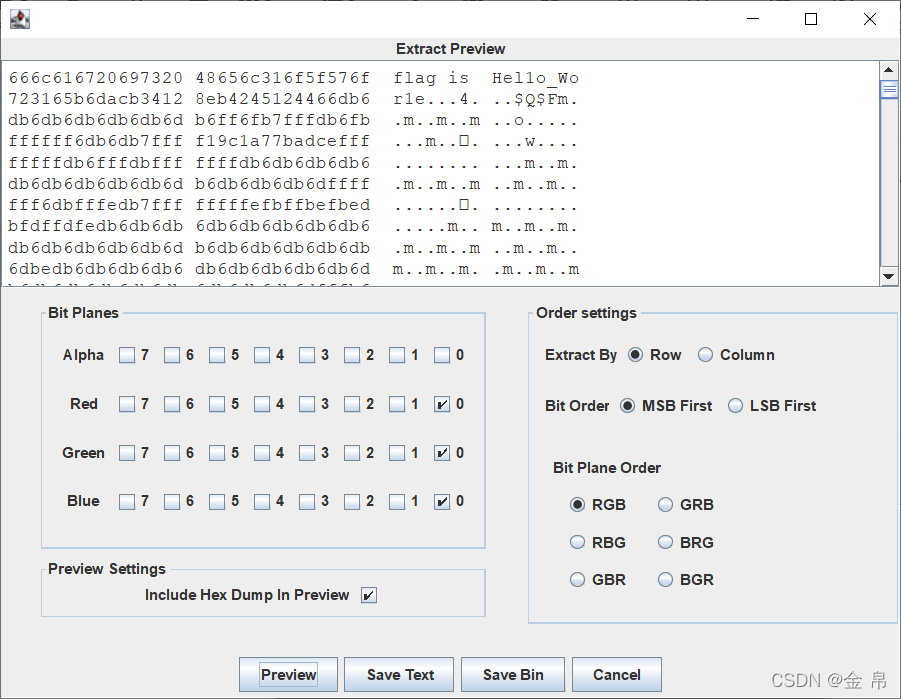 Extract Preview
666c616720697320 48656c316f5f576f flag is Hel1o_Wo
723165b6dacb3412 8eb4245124466db6 r1e...4. ..$Q$Fm.
db6db6db6db6db6d b6ff6fb7fffdb6fb .m..m..m ..o.....
ffffff6db6db7fff f19c1a77badcefff ...m..□. ...w....
fffffdb6fffdbfff ffffdb6db6db6db6 ........ ...m..m.
db6db6db6db6db6d b6db6db6db6dffff .m..m..m ..m..m..
fff6dbfffedb7fff fffffefbffbefbed ......□. ........
bfdffdfedb6db6db 6db6db6db6db6db6 .....m.. m..m..m.
db6db6db6db6db6d b6db6db6db6db6db .m..m..m ..m..m..
6dbedb6db6db6db6 db6db6db6db6db6d m..m..m. .m..m..m
Bit Planes
Alpha 7 6 5 4 3 2 1 0
Red 7 6 5 4 3 2 1 0
Green 7 6 5 4 3 2 1 0
Blue 7 6 5 4 3 2 1 0
Preview Settings
Include Hex Dump In Preview
Order settings
Extract By Row Column
Bit Order MSB First LSB First
Bit Plane Order
RGB GRB
RBG BRG
GBR BGR
Preview Save Text Save Bin Cancel
CSDN @金 帛